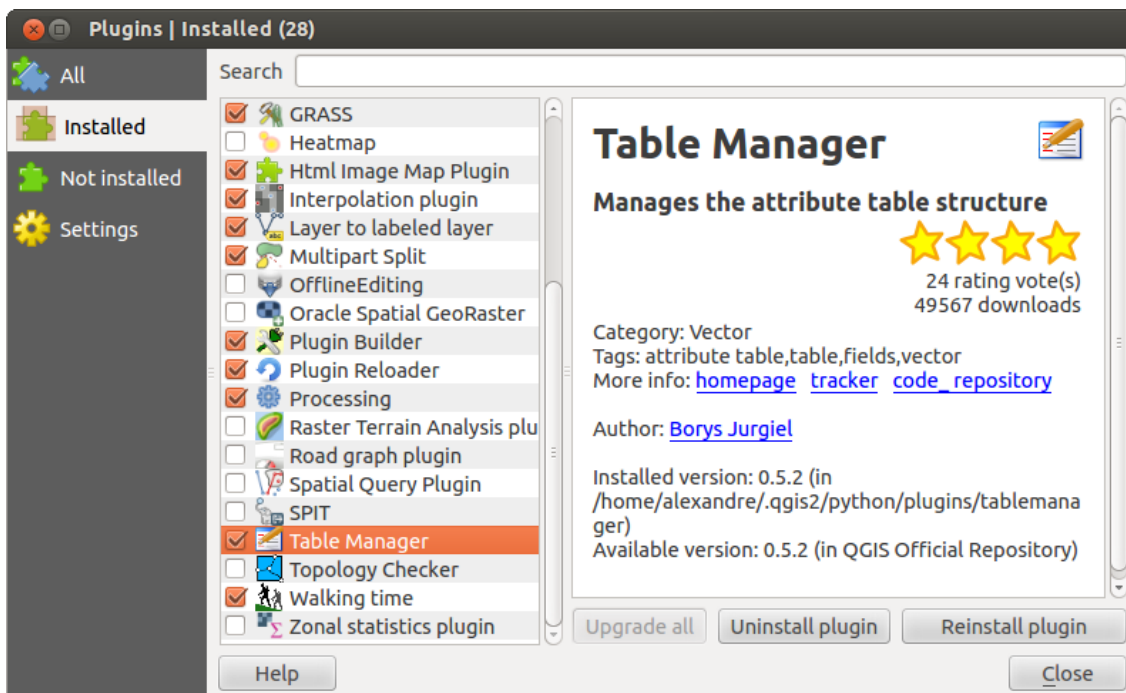 Plugins | Installed (28)
All
Installed
Not installed
Settings
Search
GRASS
Heatmap
Html Image Map Plugin
Interpolation plugin
Layer to labeled layer
Multipart Split
OfflineEditing
Oracle Spatial GeoRaster
Plugin Builder
Plugin Reloader
Processing
Raster Terrain Analysis plu
Road graph plugin
Spatial Query Plugin
SPIT
Table Manager
Topology Checker
Walking time
Zonal statistics plugin
Table Manager
Manages the attribute table structure
24 rating vote(s)
49567 downloads
Category: Vector
Tags: attribute table,table,fields,vector
More info: homepage tracker code_repository
Author: Borys Jurgiel
Installed version: 0.5.2 (in
/home/alexandre/.qgis2/python/plugins/tablemana
ger)
Available version: 0.5.2 (in QGIS Official Repository)
Upgrade all Uninstall plugin Reinstall plugin
Help Close